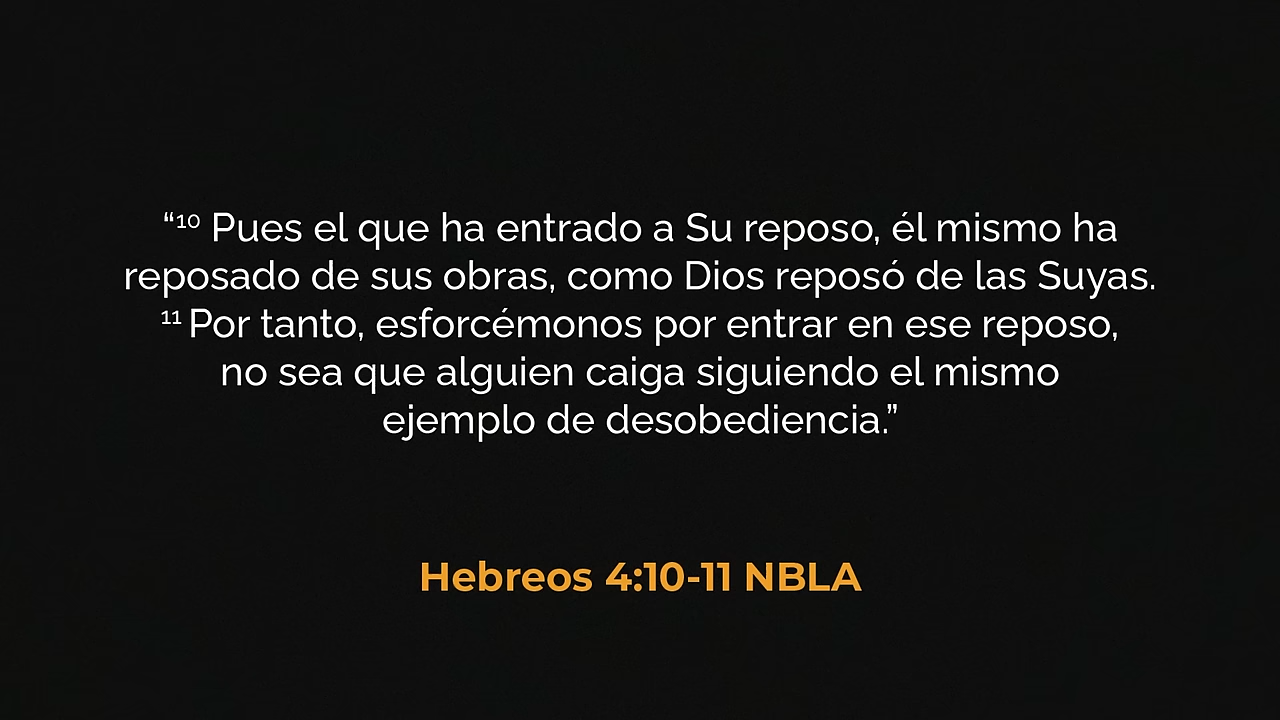 “¹⁰ Pues el que ha entrado a Su reposo, él mismo ha
reposado de sus obras, como Dios reposó de las Suyas.
¹¹ Por tanto, esforcémonos por entrar en ese reposo,
no sea que alguien caiga siguiendo el mismo
ejemplo de desobediencia.”
Hebreos 4:10-11 NBLA